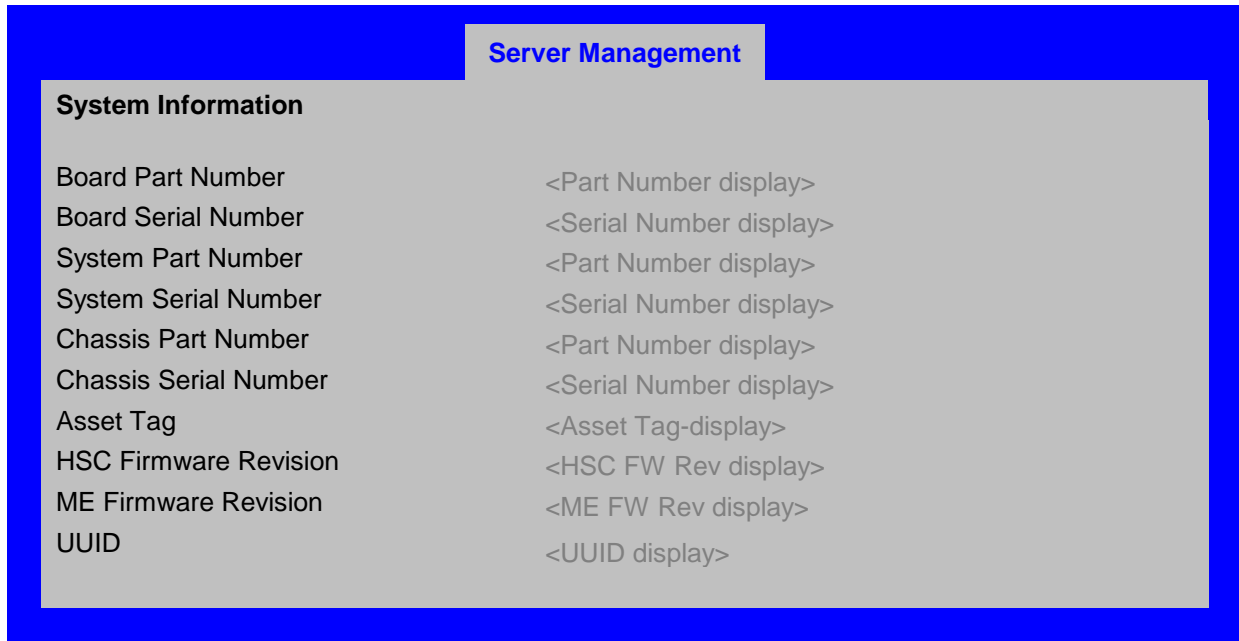 Server Management
System Information
Board Part Number <Part Number display>
Board Serial Number <Serial Number display>
System Part Number <Part Number display>
System Serial Number <Serial Number display>
Chassis Part Number <Part Number display>
Chassis Serial Number <Serial Number display>
Asset Tag <Asset Tag-display>
HSC Firmware Revision <HSC FW Rev display>
ME Firmware Revision <ME FW Rev display>
UUID <UUID display>